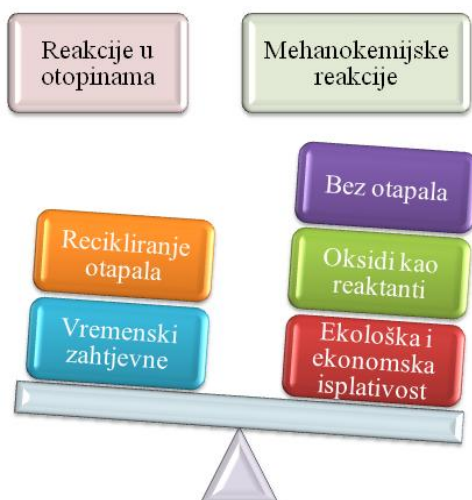 Reakcije u
otopinama
Mehanokemijske
reakcije
Recikliranje
otapala
Vremenski
zahtjevne
Bez otapala
Oksidi kao
reaktanti
Ekološka i
ekonomska
isplativost